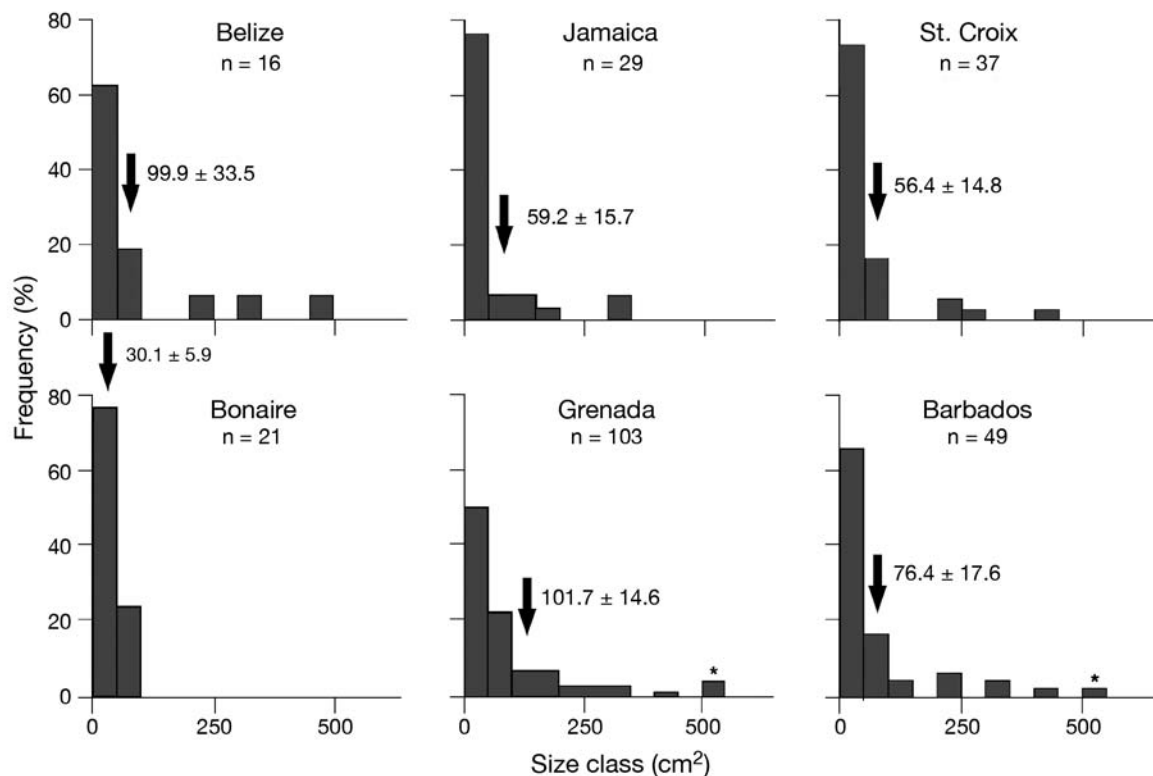 80
60
40
20
0
Belize
n = 16
99.9 ± 33.5
Jamaica
n = 29
59.2 ± 15.7
St. Croix
n = 37
56.4 ± 14.8
Frequency (%)
80
60
40
20
0
30.1 ± 5.9
Bonaire
n = 21
Grenada
n = 103
101.7 ± 14.6
*
Barbados
n = 49
76.4 ± 17.6
*
0 250 500
0 250 500
0 250 500
Size class (cm²)